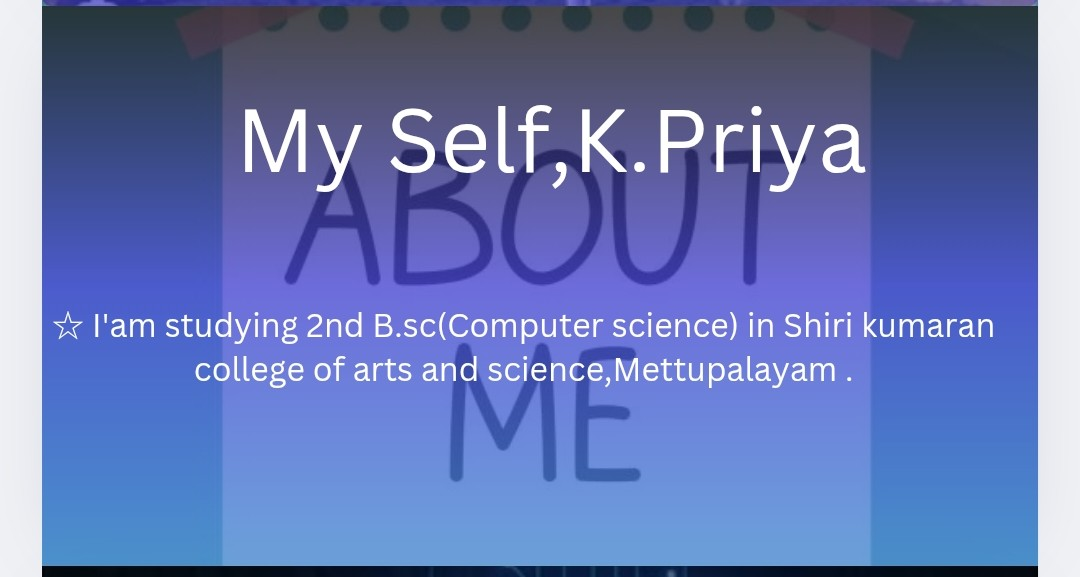 My Self,K.Priya
ABOUT
☆ I'am studying 2nd B.sc(Computer science) in Shiri kumaran
college of arts and science,Mettupalayam .
ME